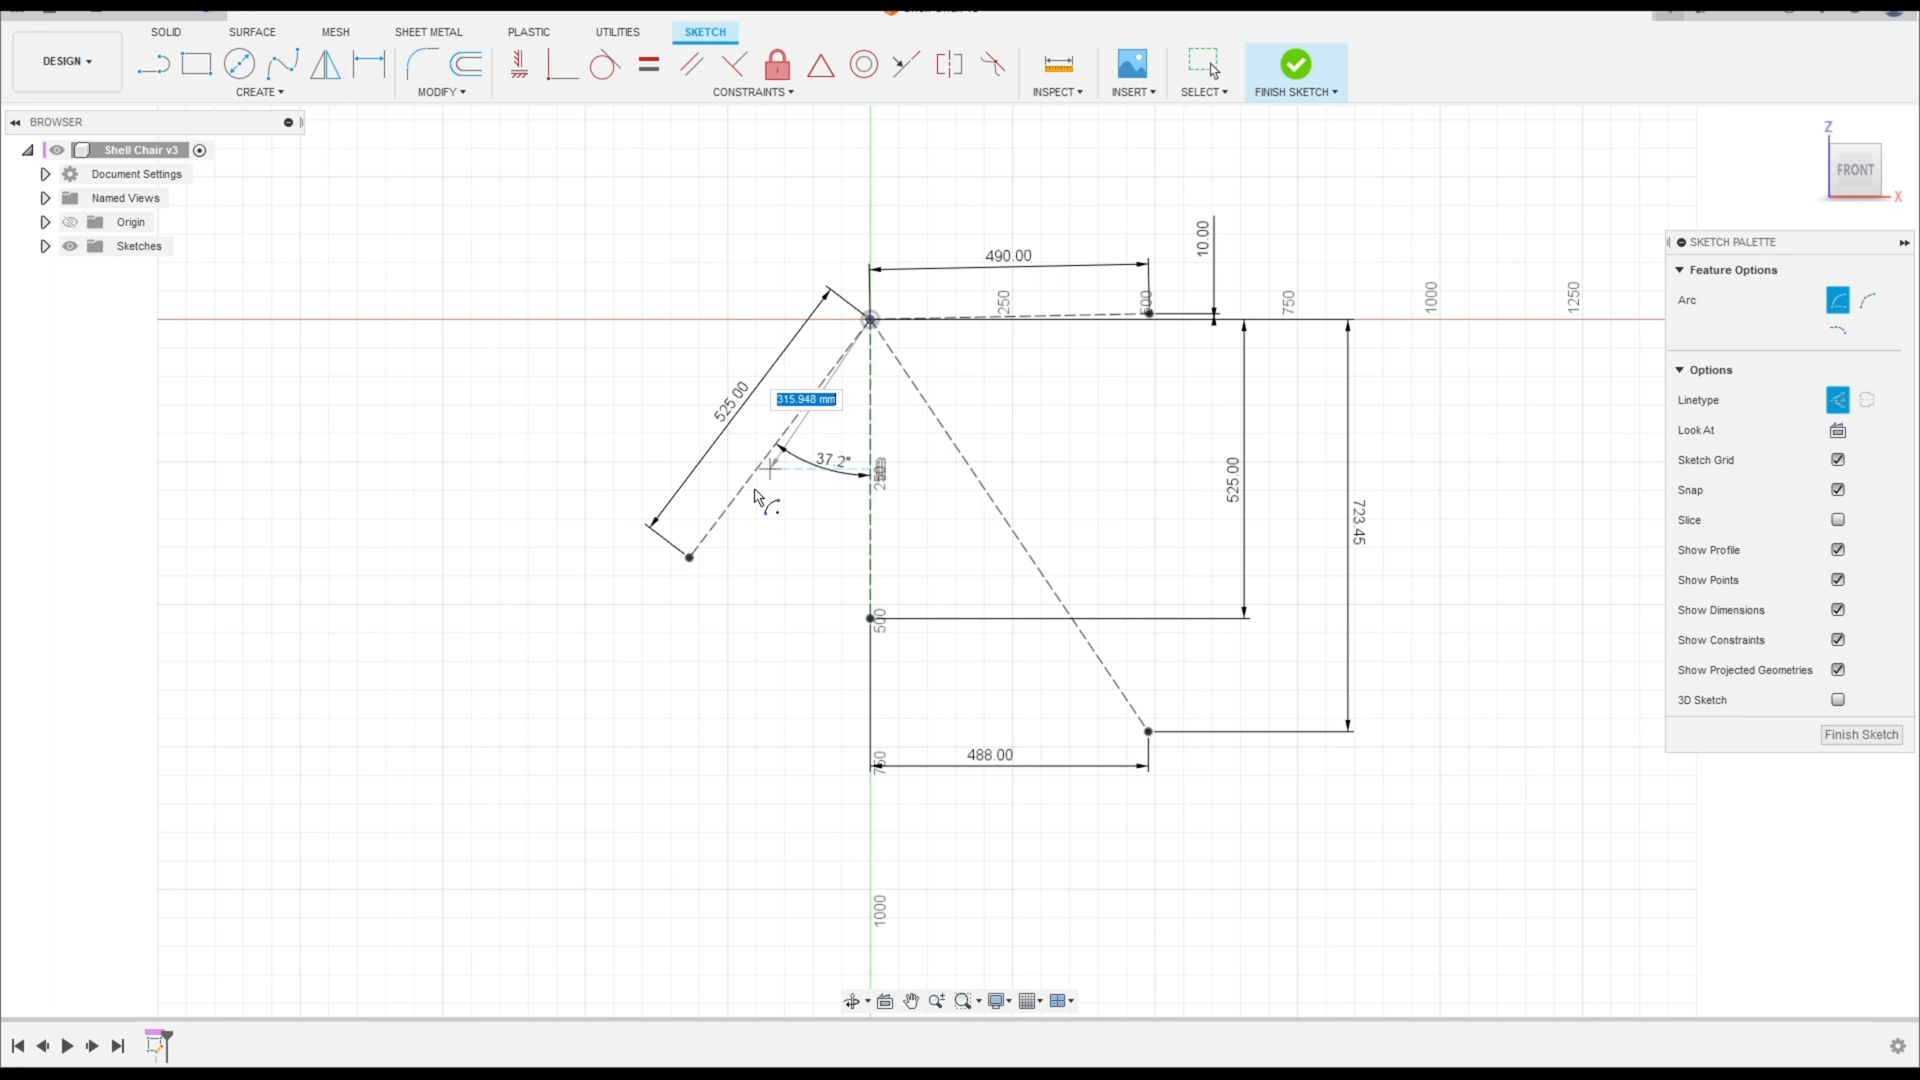 SOLID SURFACE MESH SHEET METAL PLASTIC UTILITIES SKETCH
DESIGN
CREATE MODIFY CONSTRAINTS INSPECT INSERT SELECT FINISH SKETCH
BROWSER
Shell Chair v3
Document Settings
Named Views
Origin
Sketches
Z
FRONT
X
490.00
10.00
250
500
750
1000
1250
525.00
315.948 mm
37.2°
250
525.00
723.45
500
488.00
750
1000
SKETCH PALETTE
Feature Options
Arc
Options
Linetype
Look At
Sketch Grid
Snap
Slice
Show Profile
Show Points
Show Dimensions
Show Constraints
Show Projected Geometries
3D Sketch
Finish Sketch